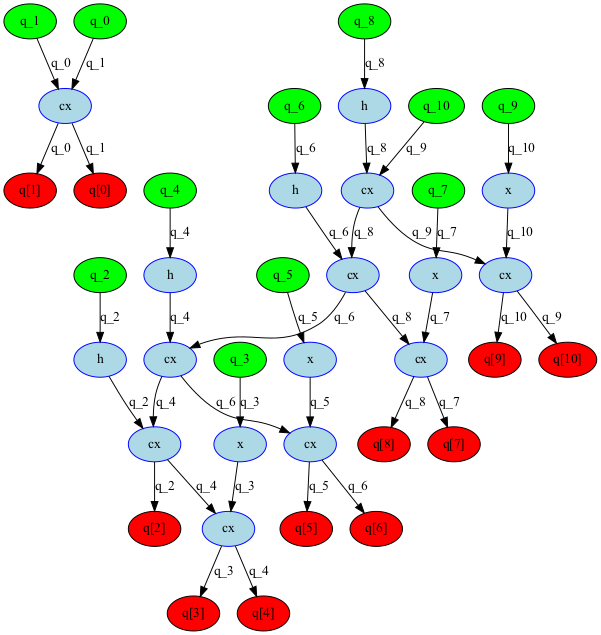 q_1 q_0 q_8
q_0 q_1 q_8
cx q_6 h q_10 q_9
q_0 q_1 q_6 q_8 q_9 q_10
q[1] q[0] q_4 h cx q_7 x
q_4 q_6 q_8 q_9 q_7 q_10
q_2 h q_5 cx x cx
q_2 q_4 q_5 q_6 q_8 q_7 q_10 q_9
h cx q_3 x cx q[9] q[10]
q_2 q_4 q_6 q_3 q_5 q_8 q_7
cx x cx q[8] q[7]
q_2 q_4 q_3 q_5 q_6
q[2] cx q[5] q[6]
q_3 q_4
q[3] q[4]